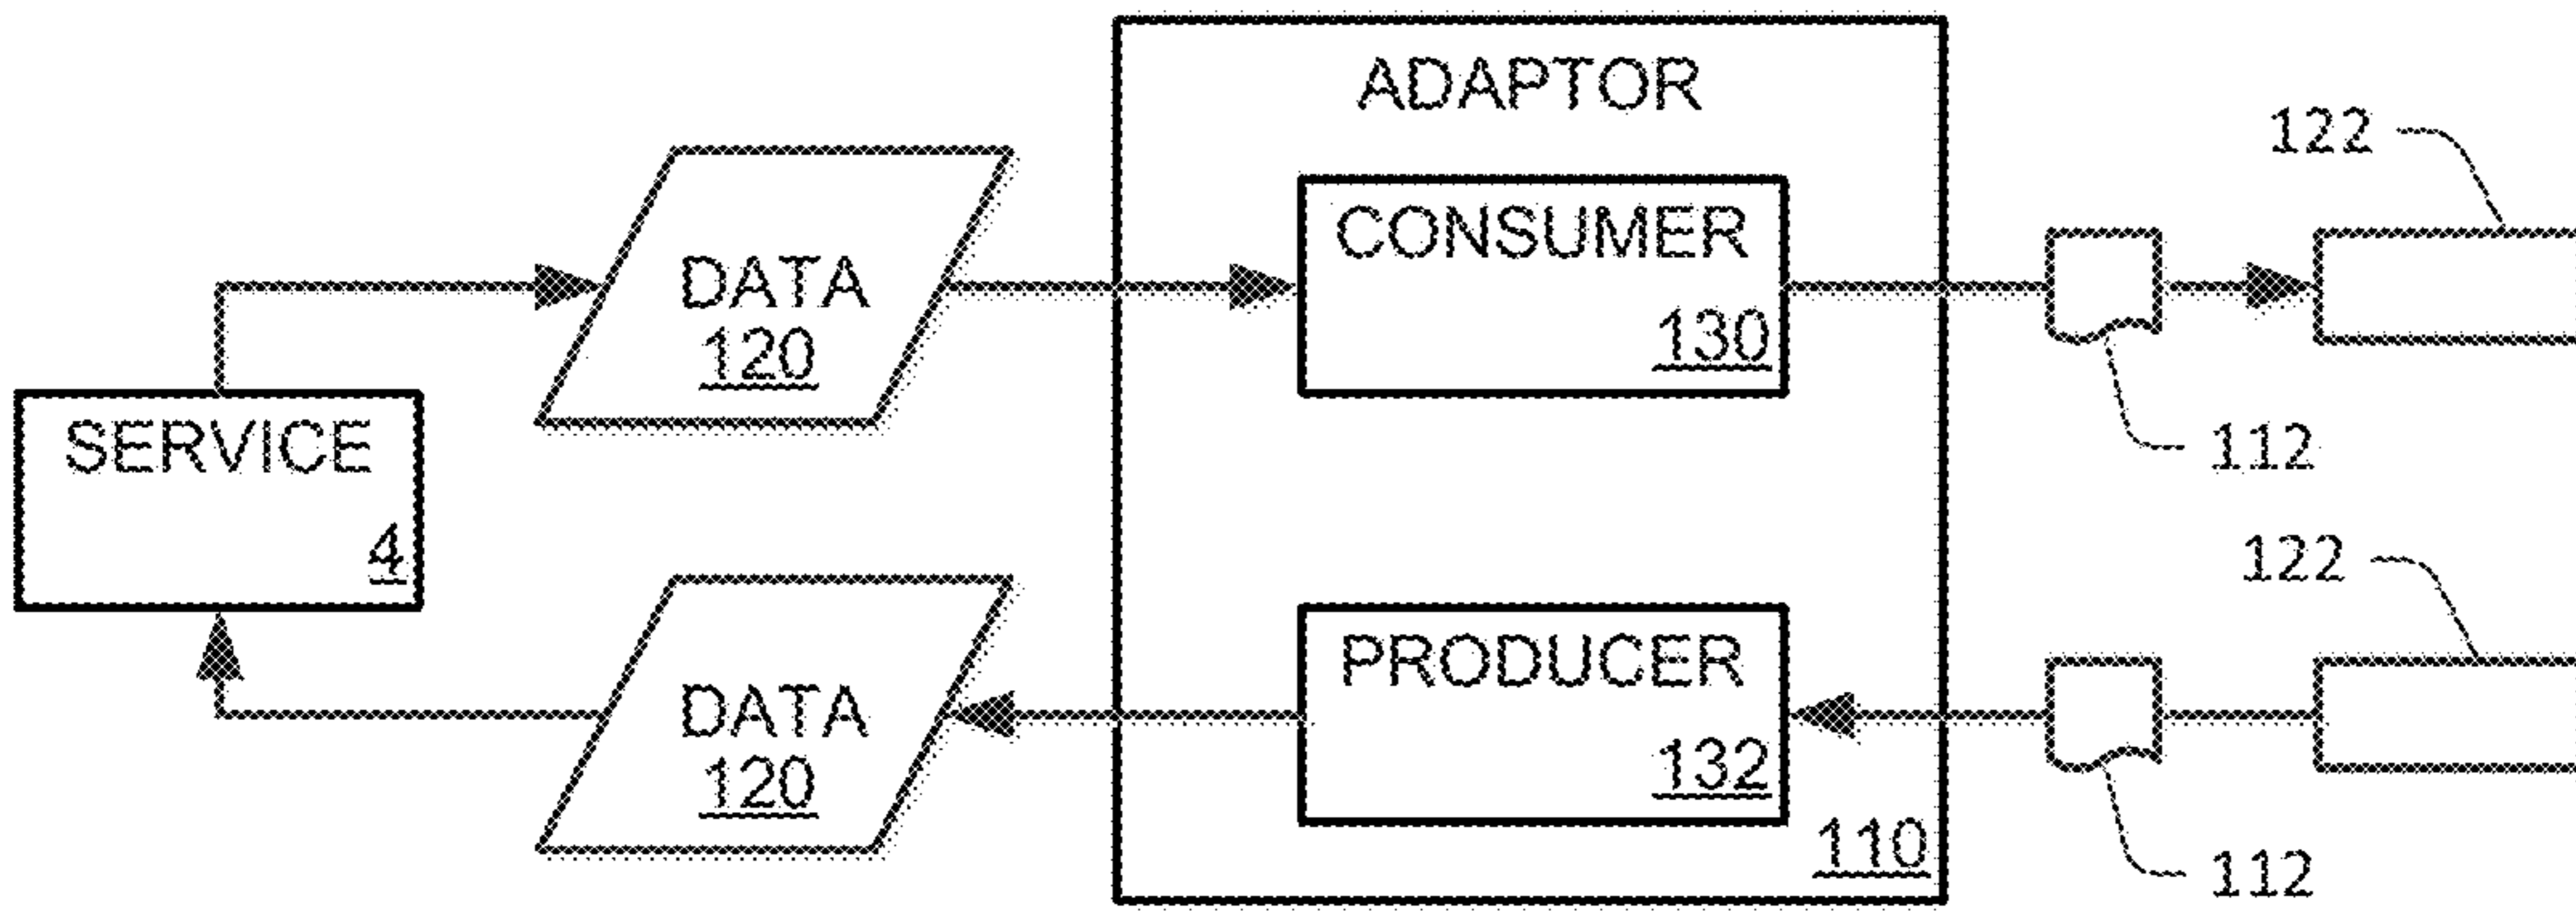 ADAPTOR
122
CONSUMER
DATA
130
120
SERVICE
112
4
122
PRODUCER
DATA
132
120
110
112